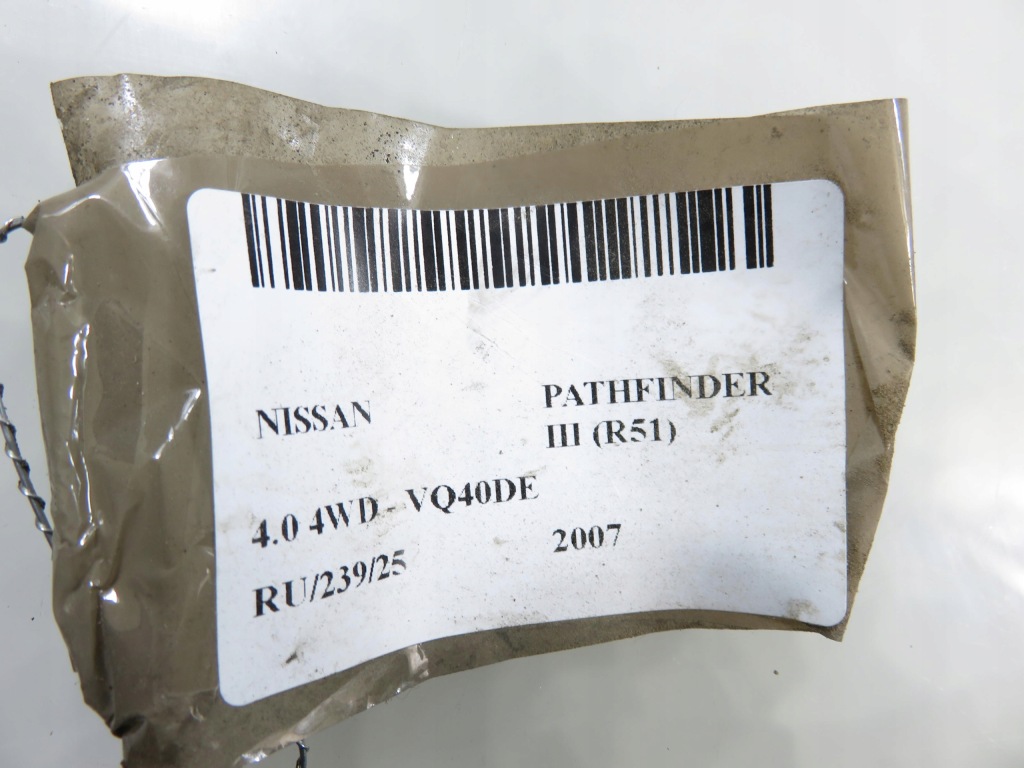 NISSAN
PATHFINDER
III (R51)
4.0 4WD - VQ40DE
2007
RU/239/25